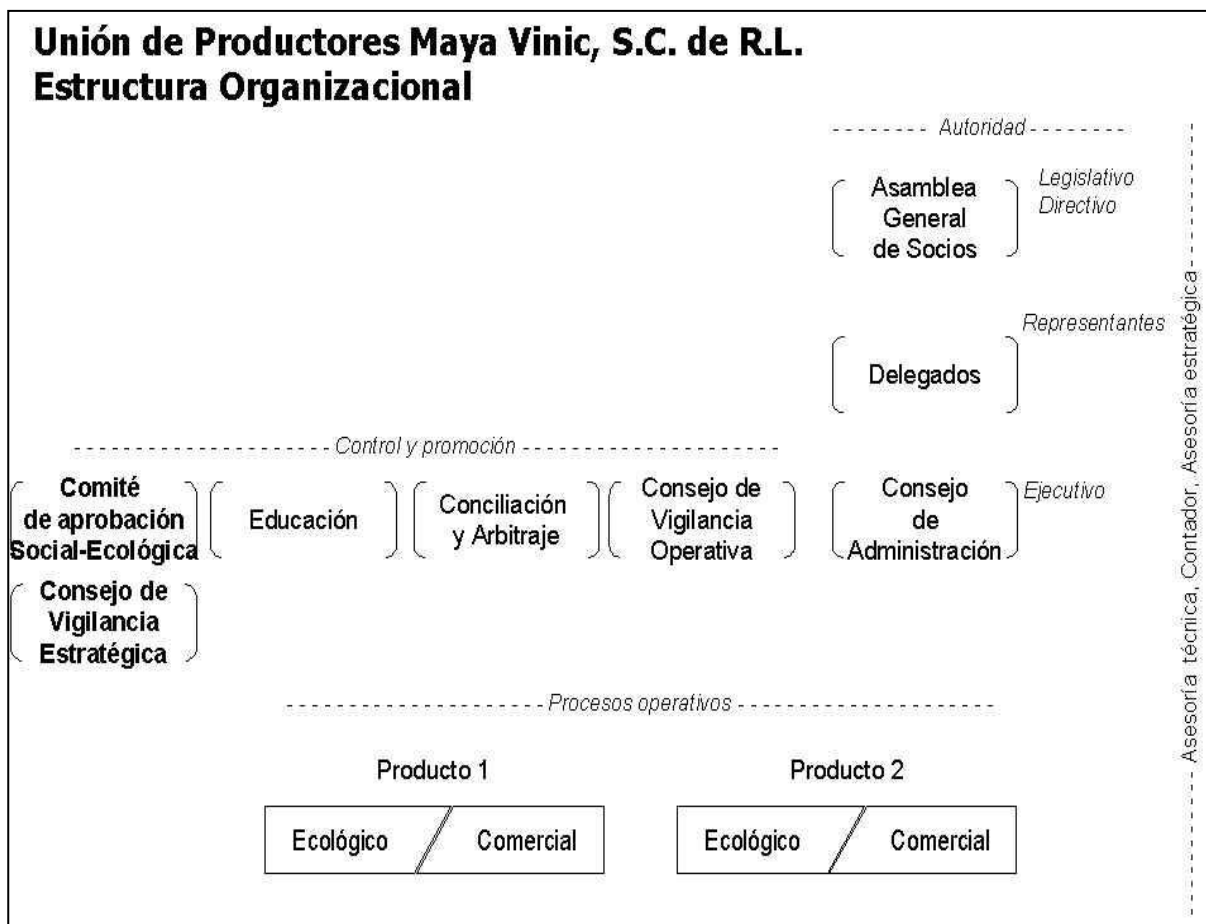 Unión de Productores Maya Vinic, S.C. de R.L.
Estructura Organizacional
Autoridad
Asamblea
General
de Socios
Legislativo
Directivo
Representantes
Delegados
Control y promoción
Comité
de aprobación
Social-Ecológica
Educación
Conciliación
y Arbitraje
Consejo de
Vigilancia
Operativa
Consejo
de
Administración
Ejecutivo
Consejo de
Vigilancia
Estratégica
Procesos operativos
Producto 1
Producto 2
Ecológico
Comercial
Ecológico
Comercial
Asesoría técnica, Contador, Asesoría estratégica